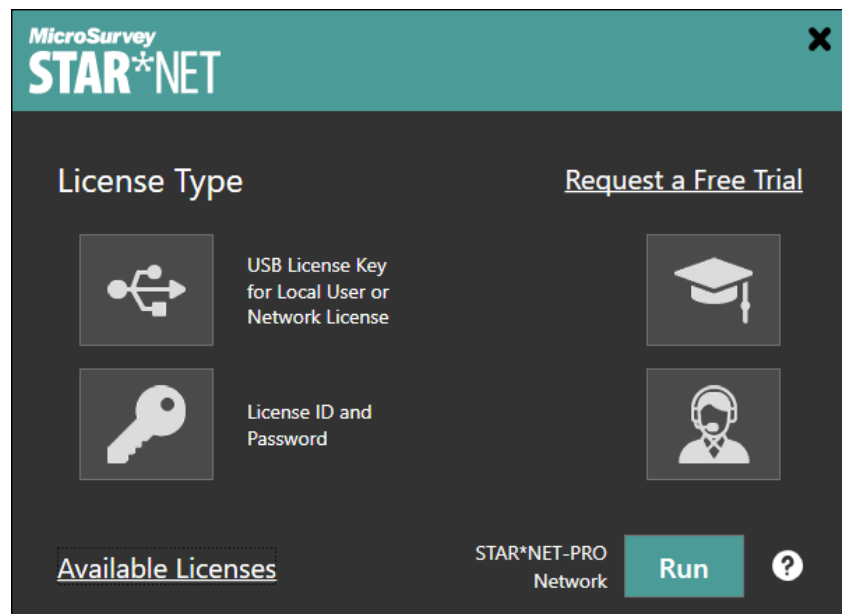 MicroSurvey
STAR*NET
License Type
Request a Free Trial
USB License Key
for Local User or
Network License
License ID and
Password
Available Licenses
STAR*NET-PRO
Network
Run
?